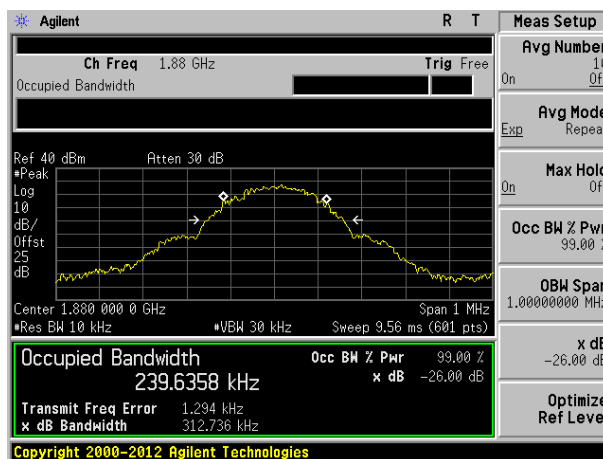 Agilent R T
Meas Setup
Ch Freq 1.88 GHz Trig Free
Occupied Bandwidth
Avg Number
On
Avg Mode
Exp Repea
Max Hold
On Of
Occ BW % Pwr
99.00 %
OBW Span
1.00000000 MHz
x dB
-26.00 dB
Optimize
Ref Level
Ref 40 dBm Atten 30 dB
#Peak
Log
10
dB/
Offst
25
dB
Center 1.880 000 0 GHz Span 1 MHz
#Res BW 10 kHz #VBW 30 kHz Sweep 9.56 ms (601 pts)
Occupied Bandwidth Occ BW % Pwr 99.00 %
239.6358 kHz x dB -26.00 dB
Transmit Freq Error 1.294 kHz
x dB Bandwidth 312.736 kHz
Copyright 2000-2012 Agilent Technologies